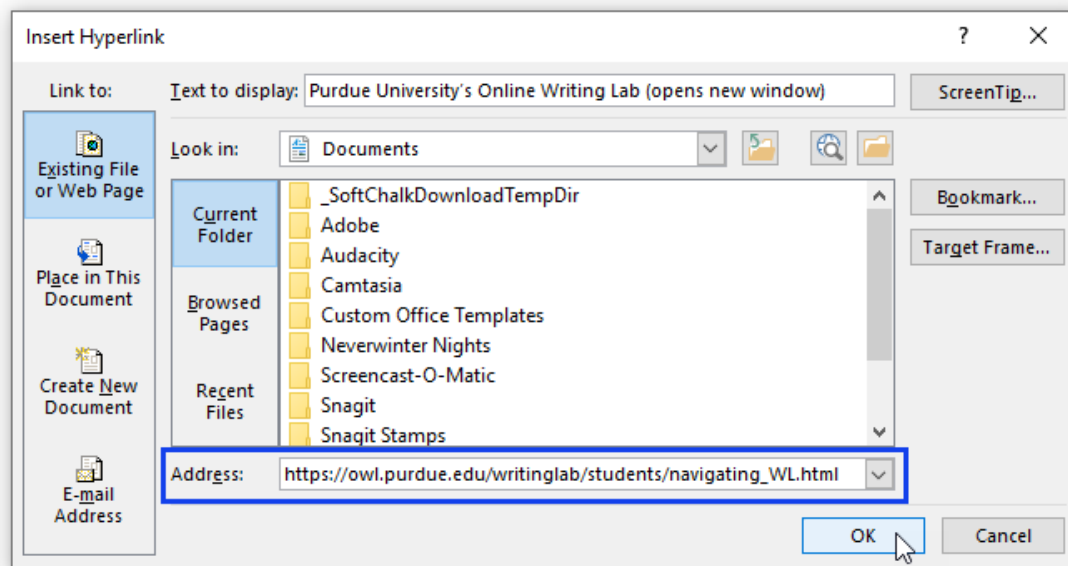 Insert Hyperlink
?
Link to:
Text to display: Purdue University's Online Writing Lab (opens new window)
ScreenTip...
Existing File
or Web Page
Place in This
Document
Create New
Document
E-mail
Address
Look in:
Documents
Current
Folder
Browsed
Pages
Recent
Files
_SoftChalkDownloadTempDir
Adobe
Audacity
Camtasia
Custom Office Templates
Neverwinter Nights
Screencast-O-Matic
Snagit
Snagit Stamps
Bookmark...
Target Frame...
Address: https://owl.purdue.edu/writinglab/students/navigating_WL.html
OK
Cancel